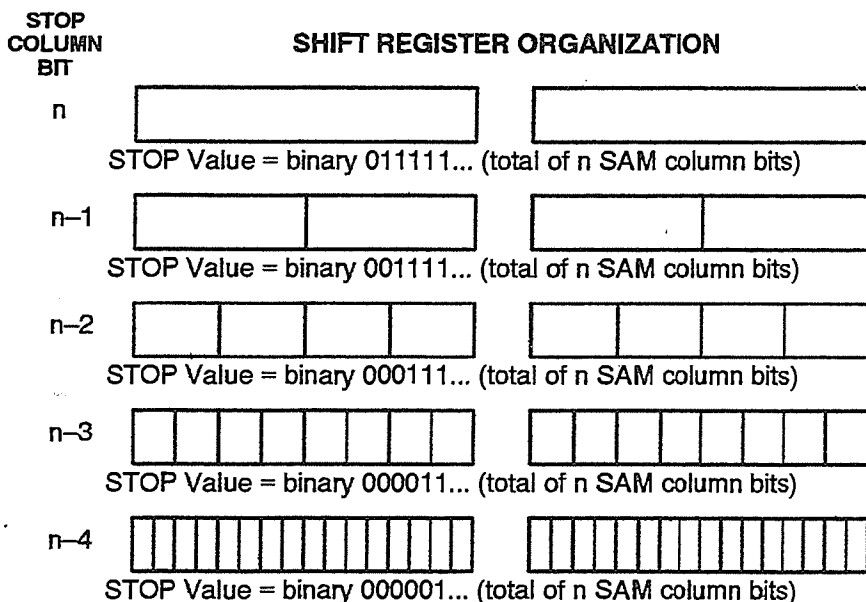 STOP
COLUMN
BIT
SHIFT REGISTER ORGANIZATION
n
STOP Value = binary 011111... (total of n SAM column bits)
n–1
STOP Value = binary 001111... (total of n SAM column bits)
n–2
STOP Value = binary 000111... (total of n SAM column bits)
n–3
STOP Value = binary 000011... (total of n SAM column bits)
n–4
STOP Value = binary 000001... (total of n SAM column bits)